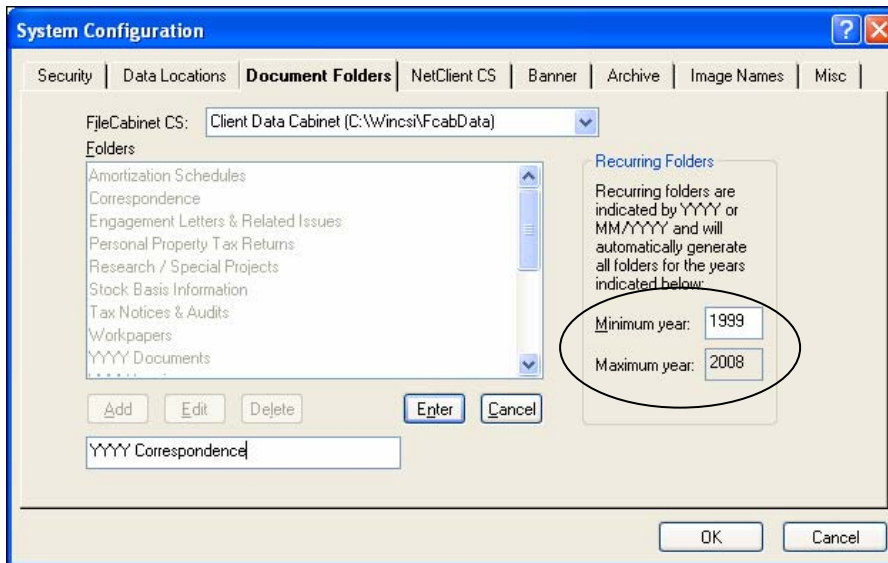 System Configuration
Security
Data Locations
Document Folders
NetClient CS
Banner
Archive
Image Names
Misc
FileCabinet CS:
Client Data Cabinet (C:\Wincsi\FcabData)
Folders
Amortization Schedules
Correspondence
Engagement Letters & Related Issues
Personal Property Tax Returns
Research / Special Projects
Stock Basis Information
Tax Notices & Audits
Workpapers
YYYY Documents
Add
Edit
Delete
Enter
Cancel
YYYY Correspondence
Recurring Folders
Recurring folders are
indicated by YYYY or
MM/YYYY and will
automatically generate
all folders for the years
indicated below:
Minimum year:
1999
Maximum year:
2008
OK
Cancel